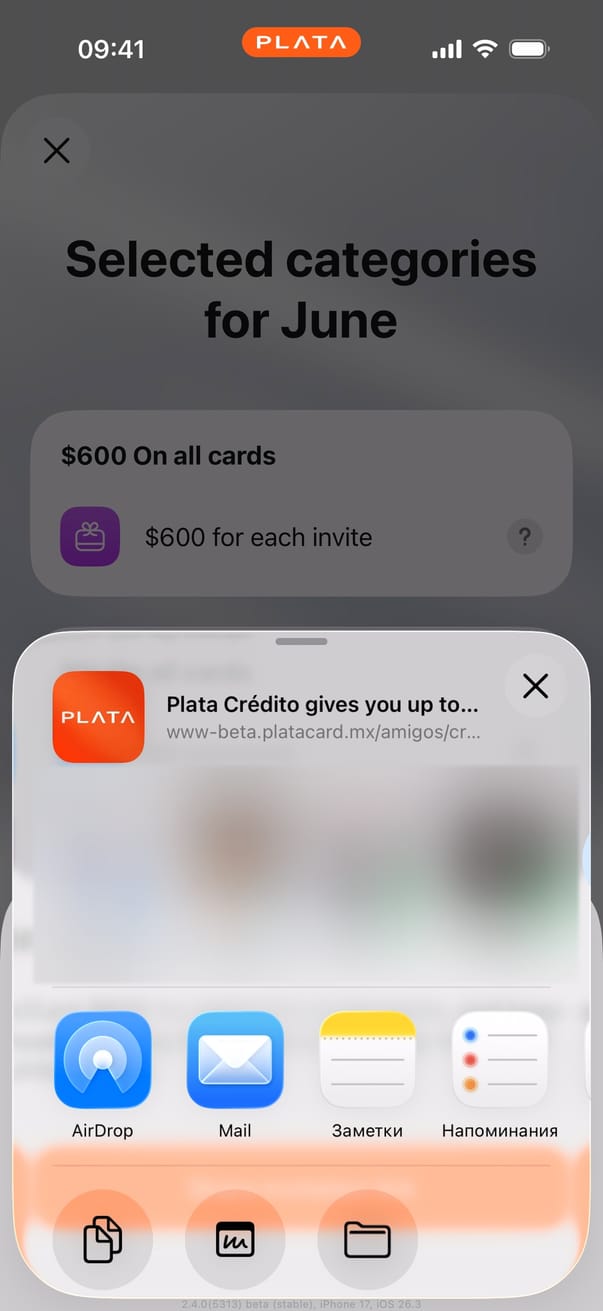 09:41
PLATA
Selected categories
for June
$600 On all cards
$600 for each invite
?
PLATA
Plata Crédito gives you up to...
www-beta.platacard.mx/amigos/cr...
AirDrop
Mail
Заметки
Напоминания
2.4.0(5313) beta (stable), iPhone 17, iOS 26.3